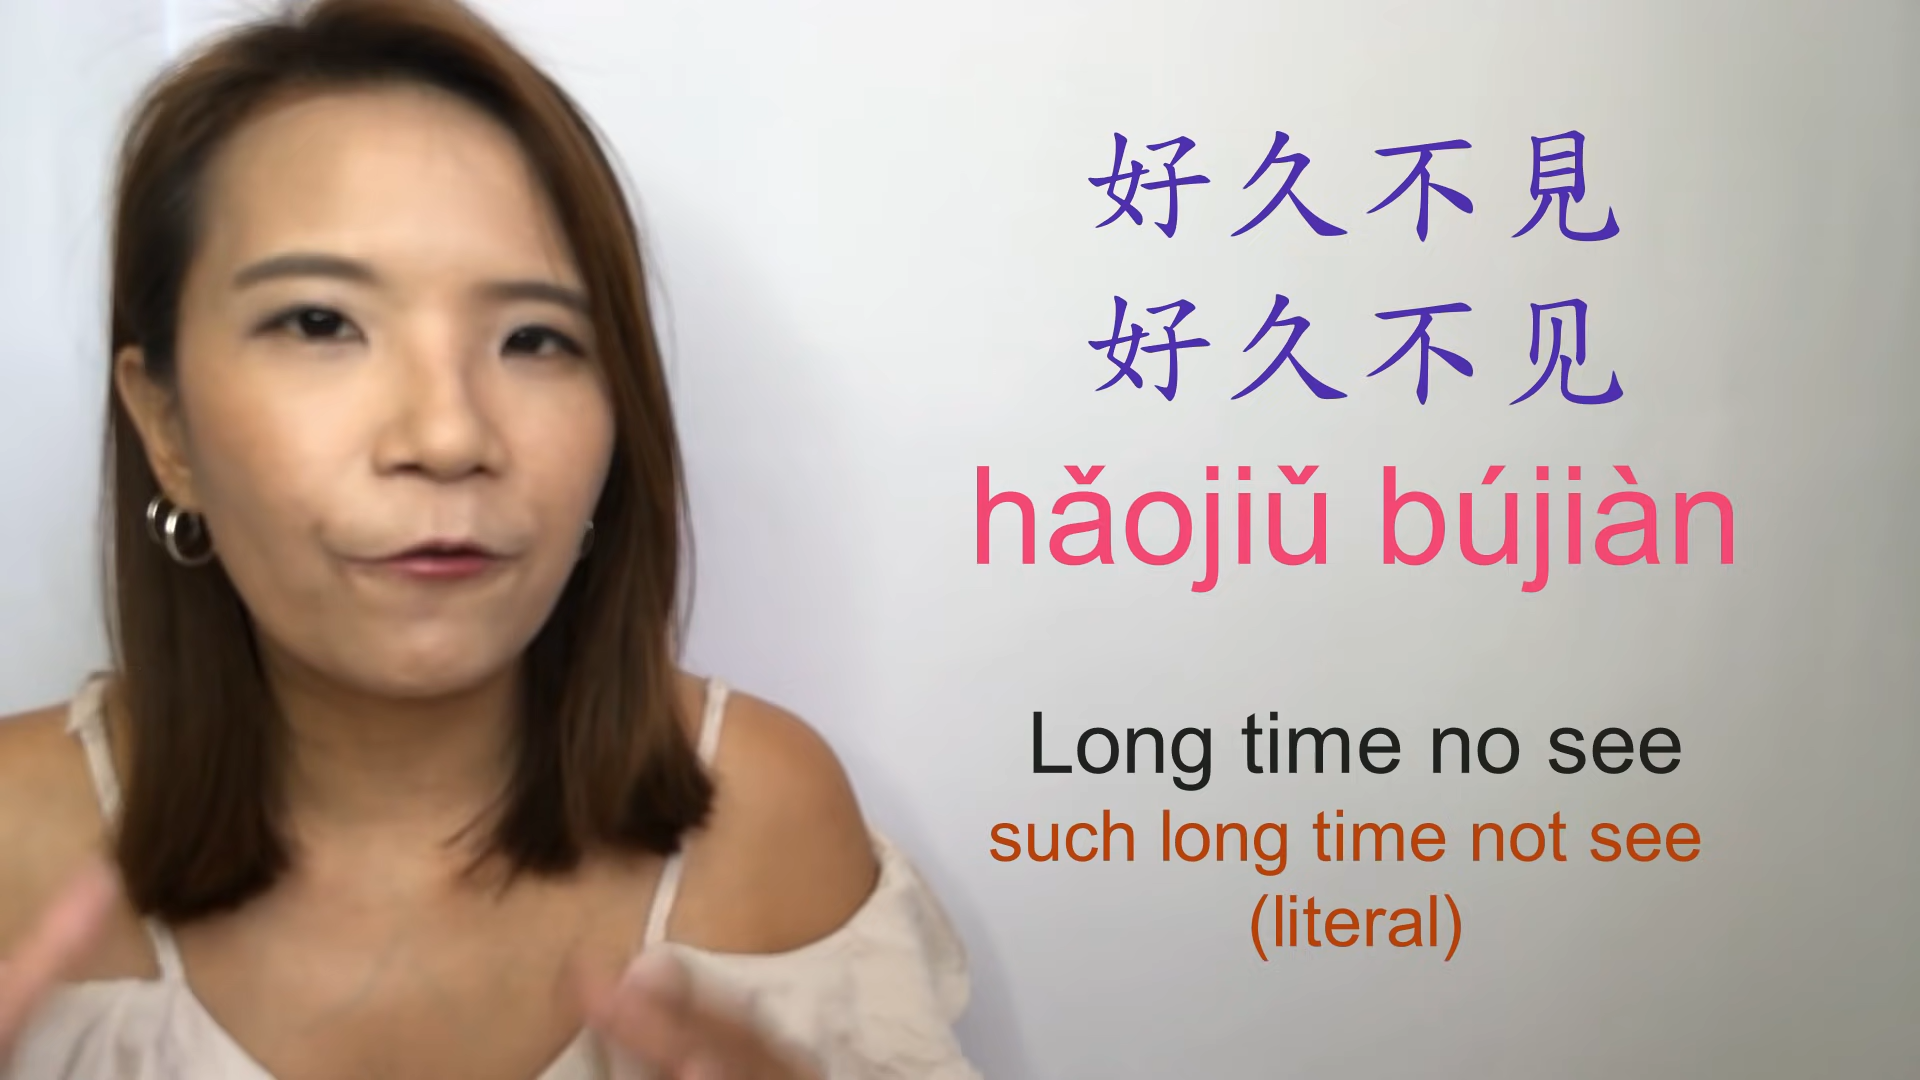 好久不見
好久不见
hǎojiǔ bújiàn
Long time no see
such long time not see
(literal)